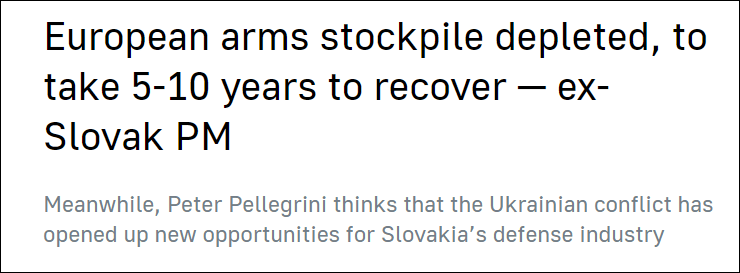 European arms stockpile depleted, to
take 5-10 years to recover — ex-
Slovak PM
Meanwhile, Peter Pellegrini thinks that the Ukrainian conflict has
opened up new opportunities for Slovakia’s defense industry